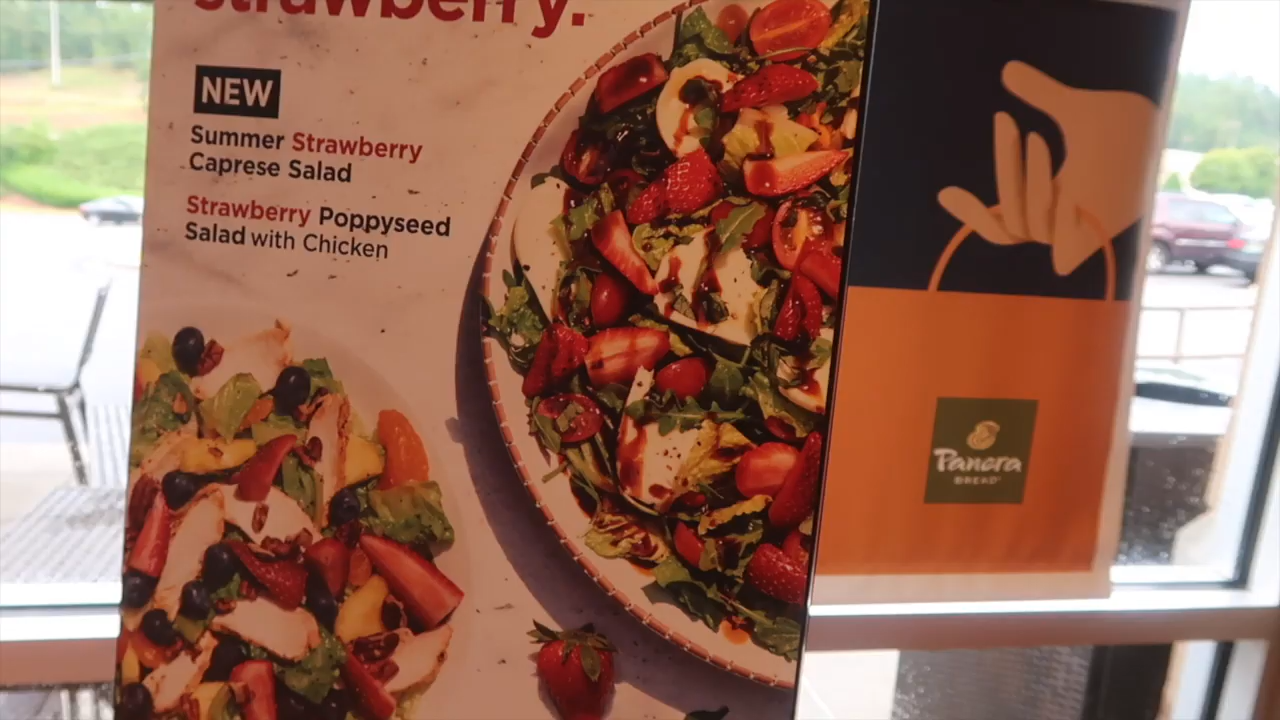 strawberry.
NEW
Summer Strawberry
Caprese Salad
Strawberry Poppyseed
Salad with Chicken
Panera
BREAD